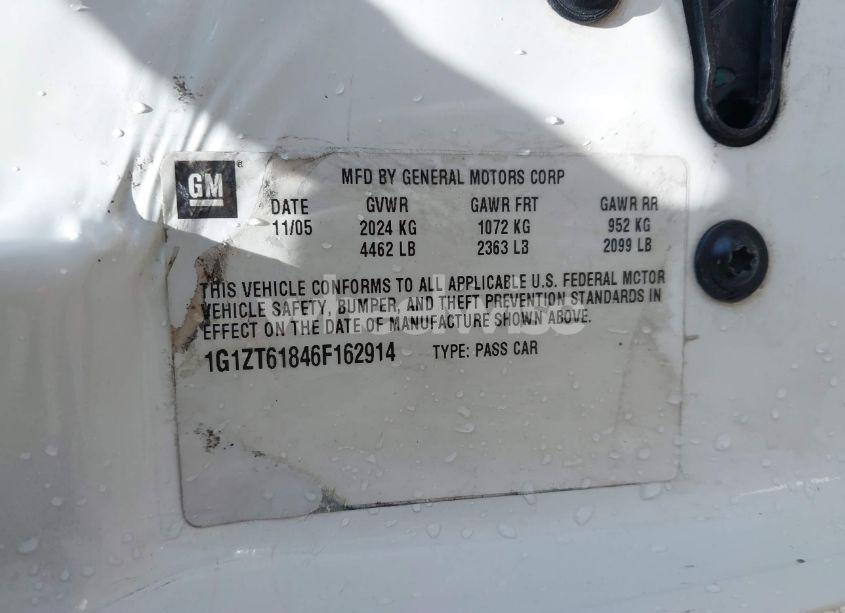 GM ®
MFD BY GENERAL MOTORS CORP
DATE GVWR GAWR FRT GAWR RR
11/05 2024 KG 1072 KG 952 KG
4462 LB 2363 LB 2099 LB
THIS VEHICLE CONFORMS TO ALL APPLICABLE U.S. FEDERAL MOTOR
VEHICLE SAFETY, BUMPER, AND THEFT PREVENTION STANDARDS IN
EFFECT ON THE DATE OF MANUFACTURE SHOWN ABOVE.
1G1ZT61846F162914 TYPE: PASS CAR